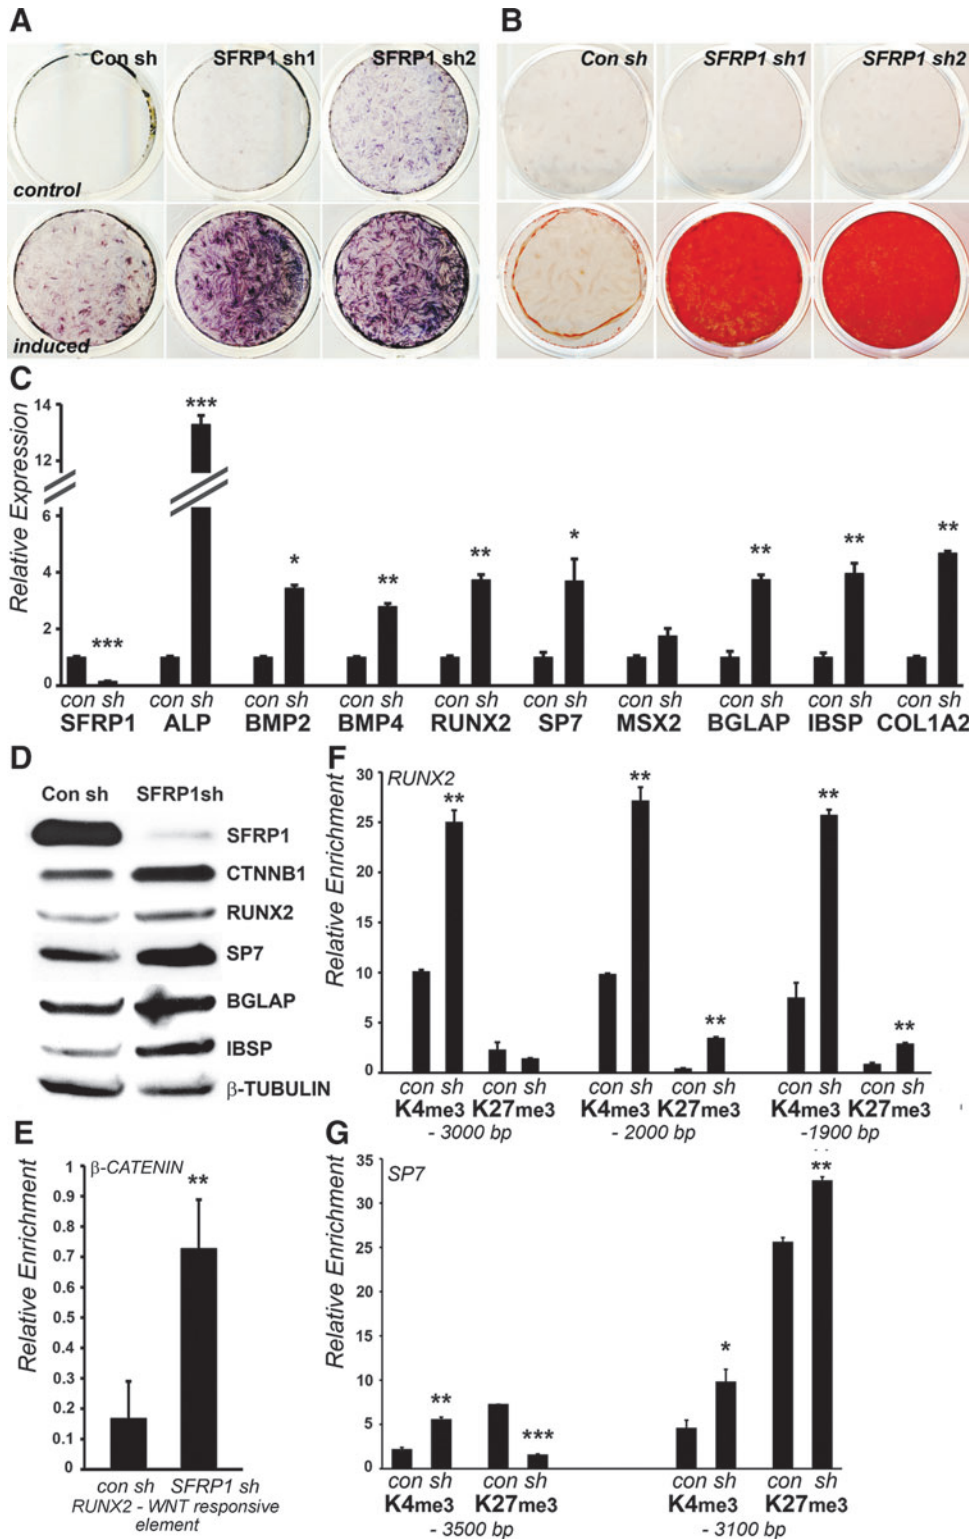 A
B
Con sh SFRP1 sh1 SFRP1 sh2
Con sh SFRP1 sh1 SFRP1 sh2
control
induced
C
Relative Expression
14
12
6
4
2
0
*** *** * ** ** * ** ** **
con sh con sh con sh con sh con sh con sh con sh con sh con sh con sh
SFRP1 ALP BMP2 BMP4 RUNX2 SP7 MSX2 BGLAP IBSP COL1A2
D
Con sh SFRP1sh
SFRP1
CTNNB1
RUNX2
SP7
BGLAP
IBSP
β-TUBULIN
E
β-CATENIN
Relative Enrichment
1
0.9
0.8
0.7
0.6
0.5
0.4
0.3
0.2
0.1
0
**
con sh SFRP1 sh
RUNX2 - WNT responsive
element
F
RUNX2
Relative Enrichment
30
25
20
15
10
5
0
** ** ** ** **
con sh con sh con sh con sh con sh con sh
K4me3 K27me3 K4me3 K27me3 K4me3 K27me3
- 3000 bp - 2000 bp -1900 bp
G
SP7
Relative Enrichment
35
30
25
20
15
10
5
0
** *** * **
con sh con sh con sh con sh
K4me3 K27me3 K4me3 K27me3
- 3500 bp - 3100 bp